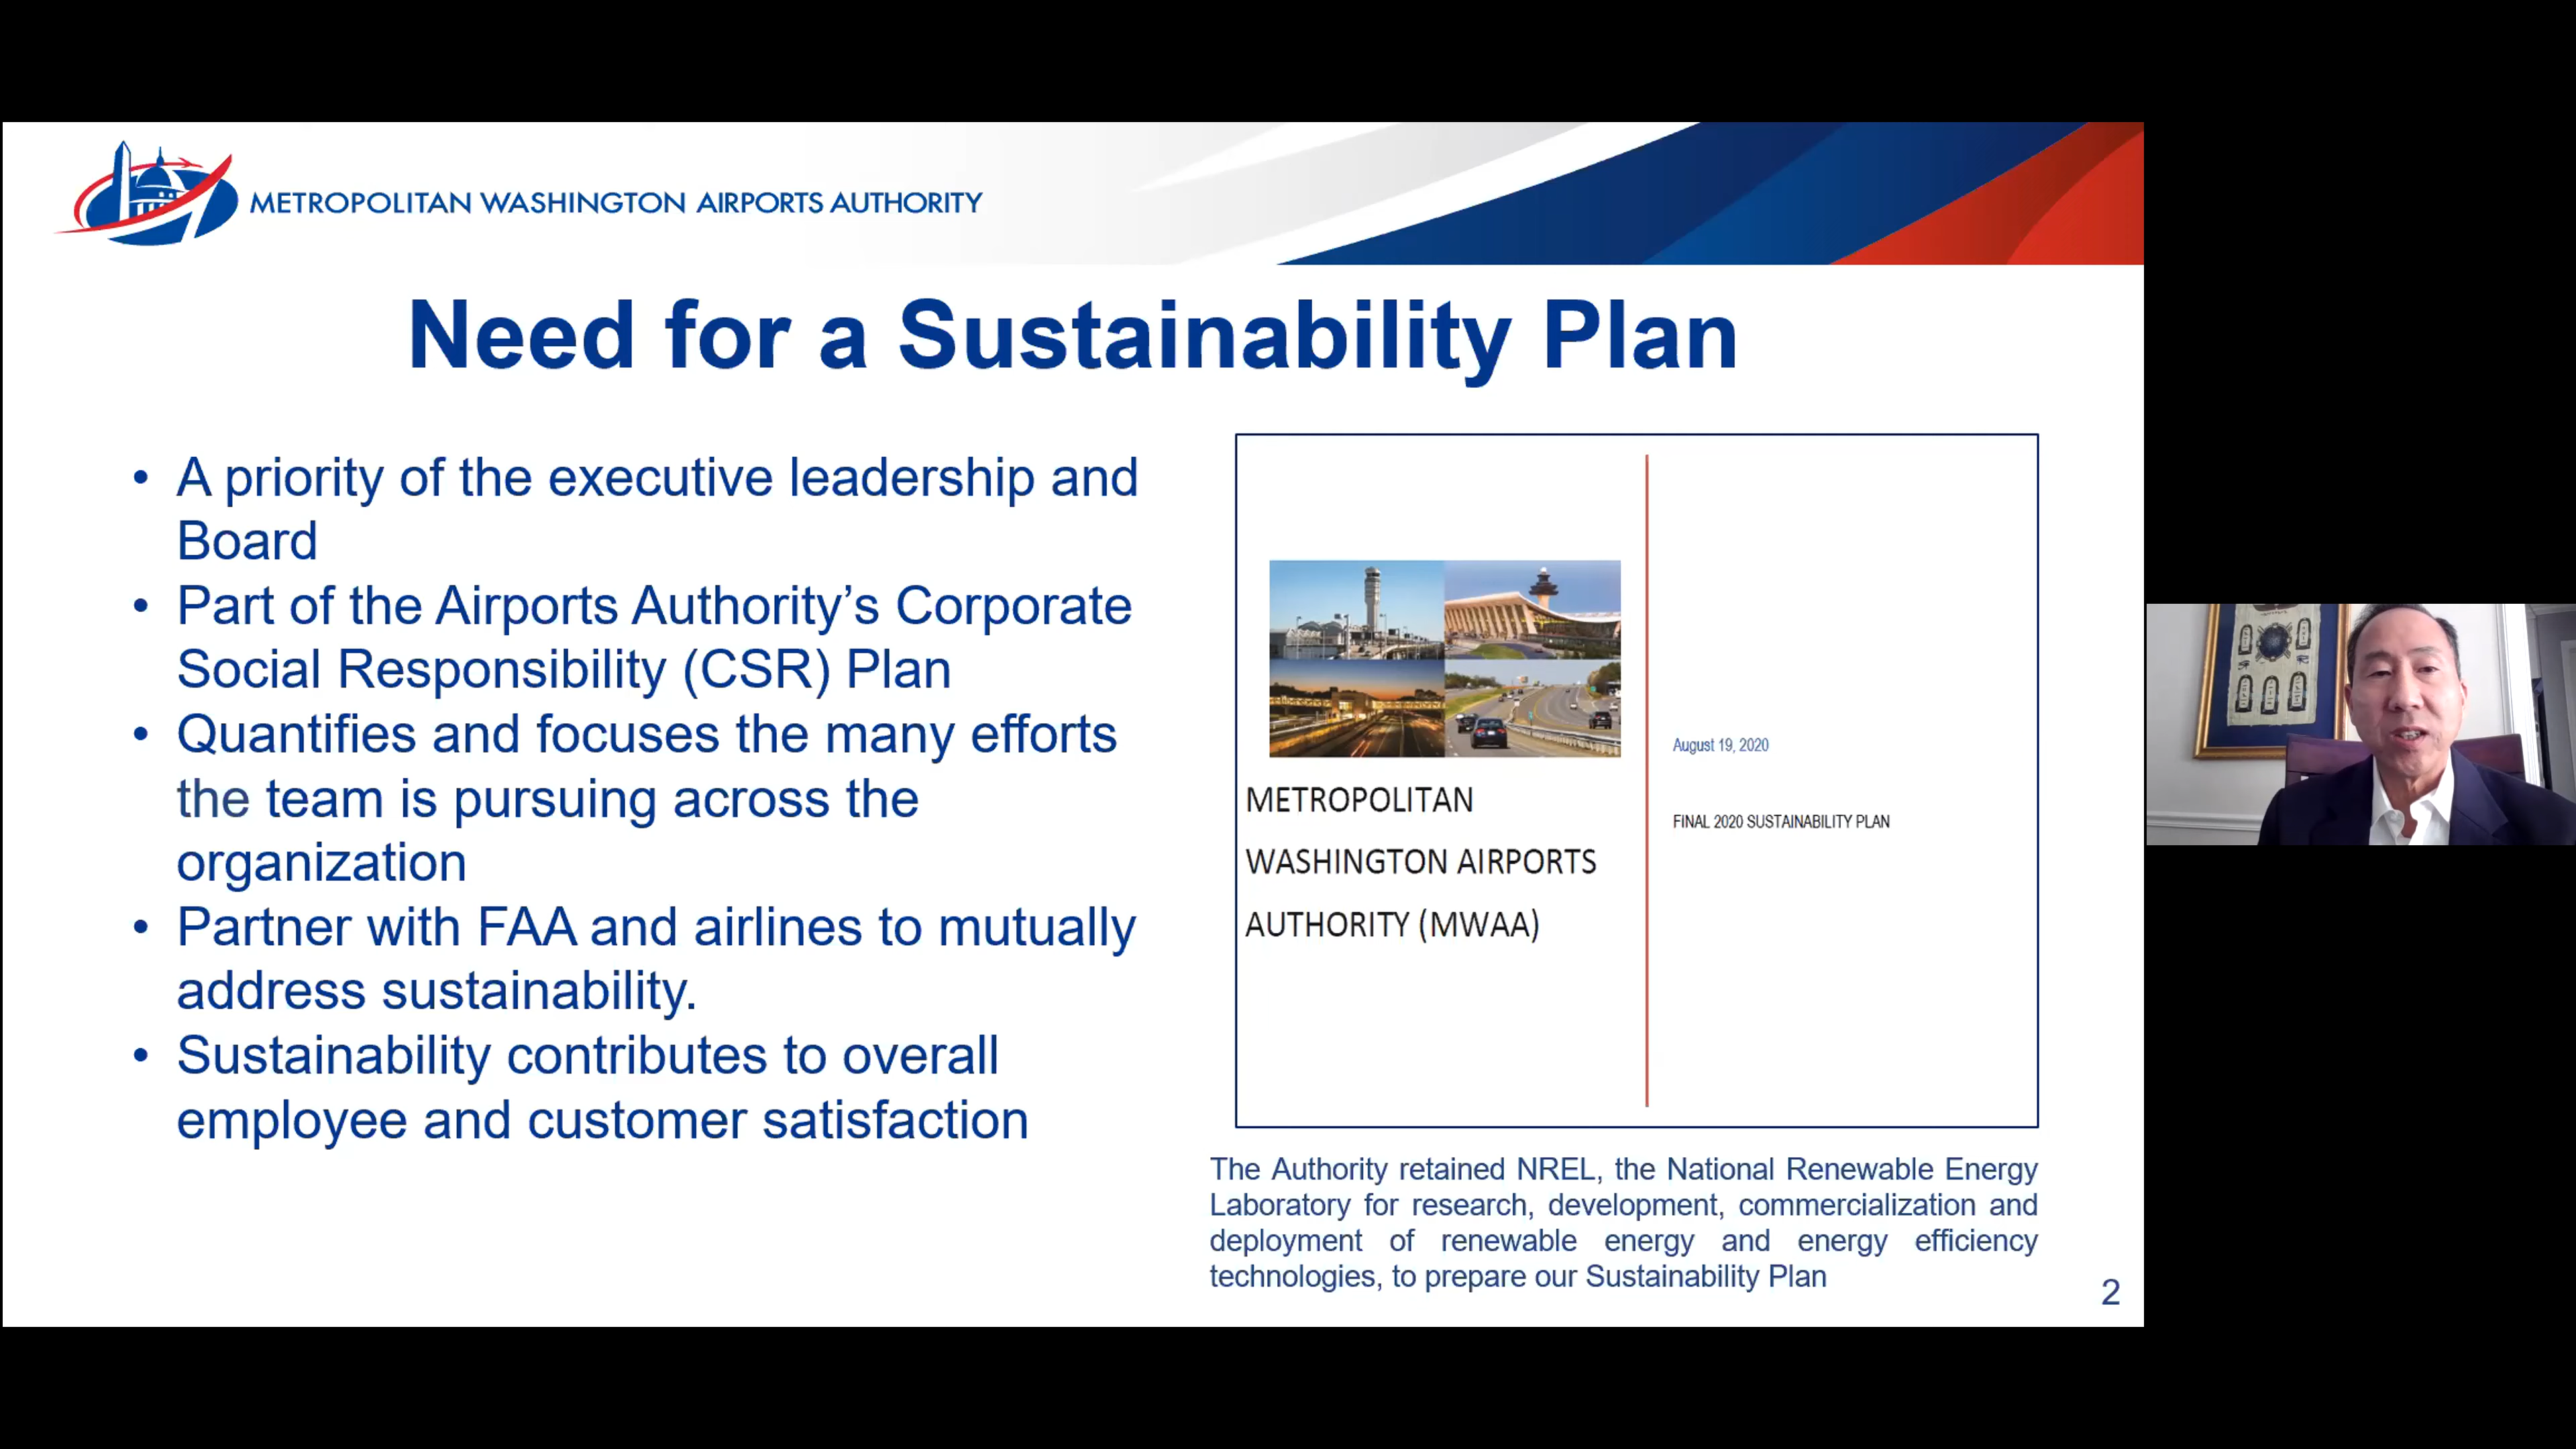 METROPOLITAN WASHINGTON AIRPORTS AUTHORITY
Need for a Sustainability Plan
• A priority of the executive leadership and
Board
• Part of the Airports Authority’s Corporate
Social Responsibility (CSR) Plan
• Quantifies and focuses the many efforts
the team is pursuing across the
organization
• Partner with FAA and airlines to mutually
address sustainability.
• Sustainability contributes to overall
employee and customer satisfaction
METROPOLITAN
WASHINGTON AIRPORTS
AUTHORITY (MWAA)
August 19, 2020
FINAL 2020 SUSTAINABILITY PLAN
The Authority retained NREL, the National Renewable Energy
Laboratory for research, development, commercialization and
deployment of renewable energy and energy efficiency
technologies, to prepare our Sustainability Plan
2